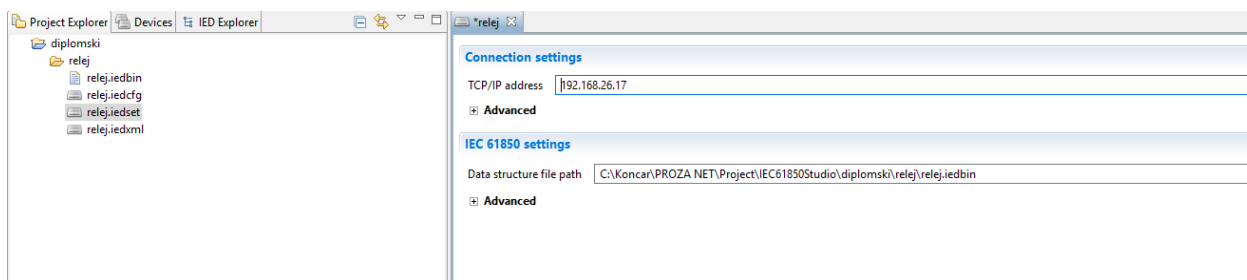 Project Explorer Devices IED Explorer
diplomski
relej
relej.iedbin
relej.iedcfg
relej.iedset
relej.iedxml
*relej
Connection settings
TCP/IP address 192.168.26.17
Advanced
IEC 61850 settings
Data structure file path C:\Koncar\PROZA NET\Project\IEC61850Studio\diplomski\relej\relej.iedbin
Advanced